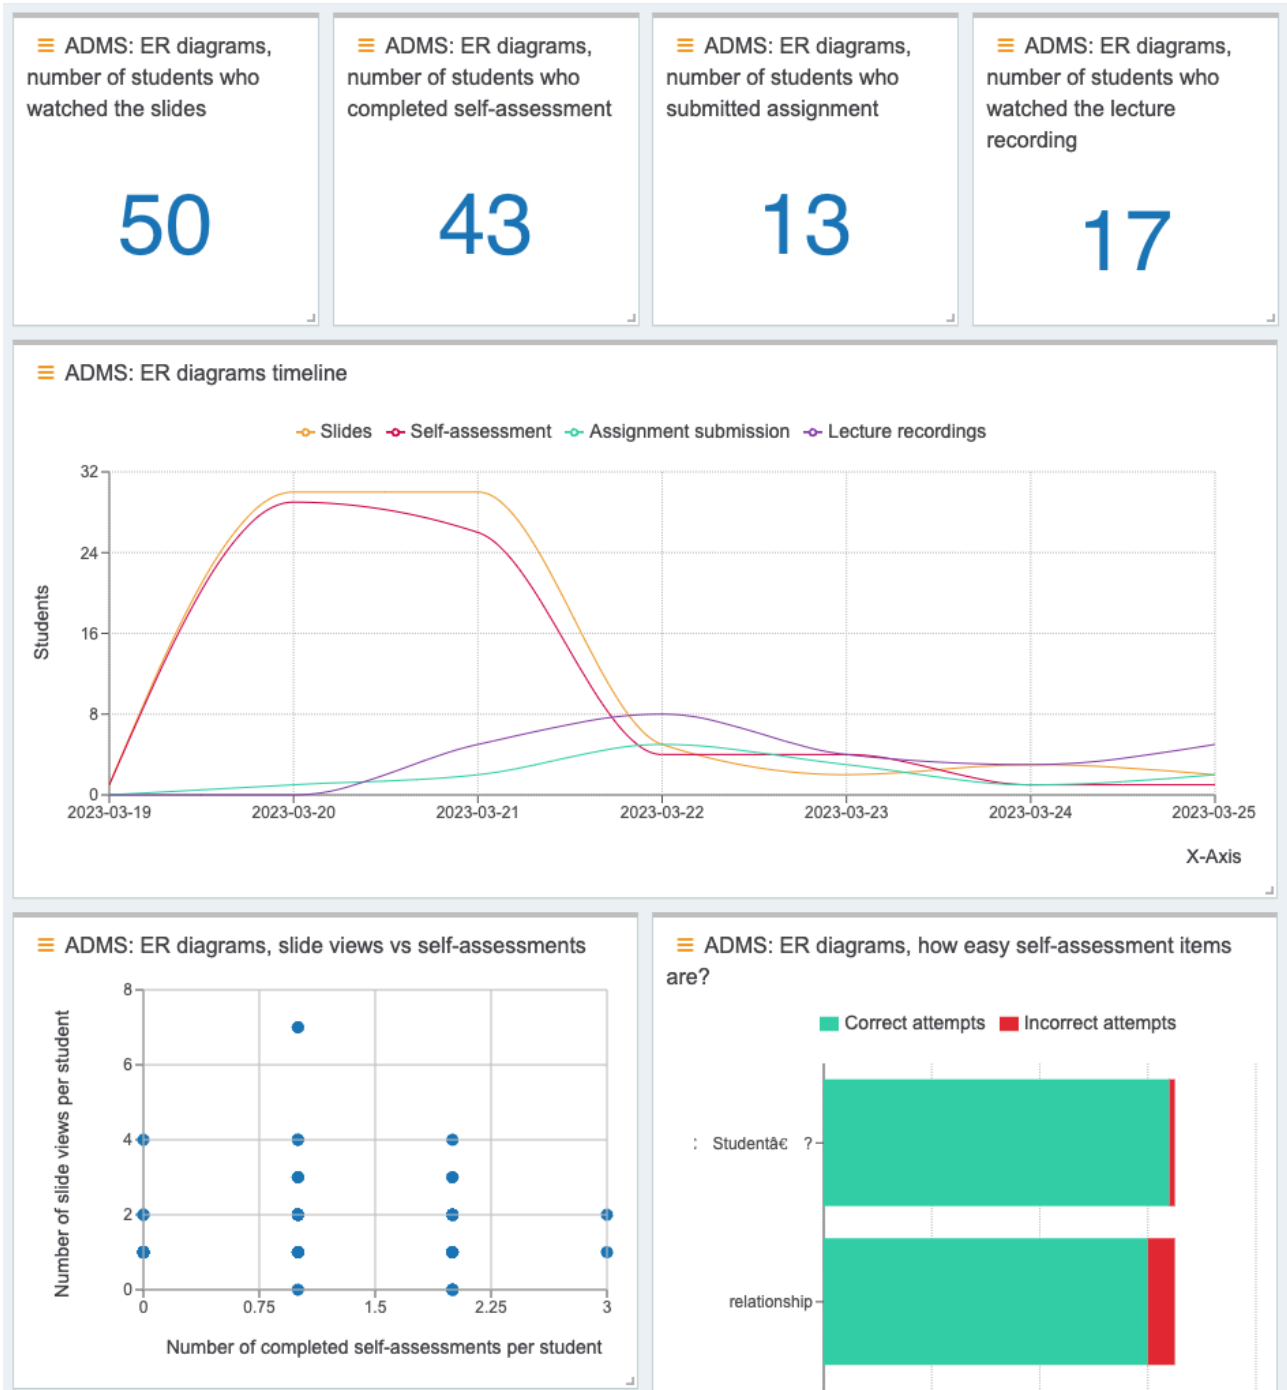 ADMS: ER diagrams,
number of students who
watched the slides
50
ADMS: ER diagrams,
number of students who
completed self-assessment
43
ADMS: ER diagrams,
number of students who
submitted assignment
13
ADMS: ER diagrams,
number of students who
watched the lecture
recording
17
ADMS: ER diagrams timeline
Slides Self-assessment Assignment submission Lecture recordings
32
24
16
8
0
Students
2023-03-19 2023-03-20 2023-03-21 2023-03-22 2023-03-23 2023-03-24 2023-03-25
X-Axis
ADMS: ER diagrams, slide views vs self-assessments
Number of slide views per student
8
6
4
2
0
0 0.75 1.5 2.25 3
Number of completed self-assessments per student
ADMS: ER diagrams, how easy self-assessment items
are?
Correct attempts Incorrect attempts
: Studentâ€ ?
relationship